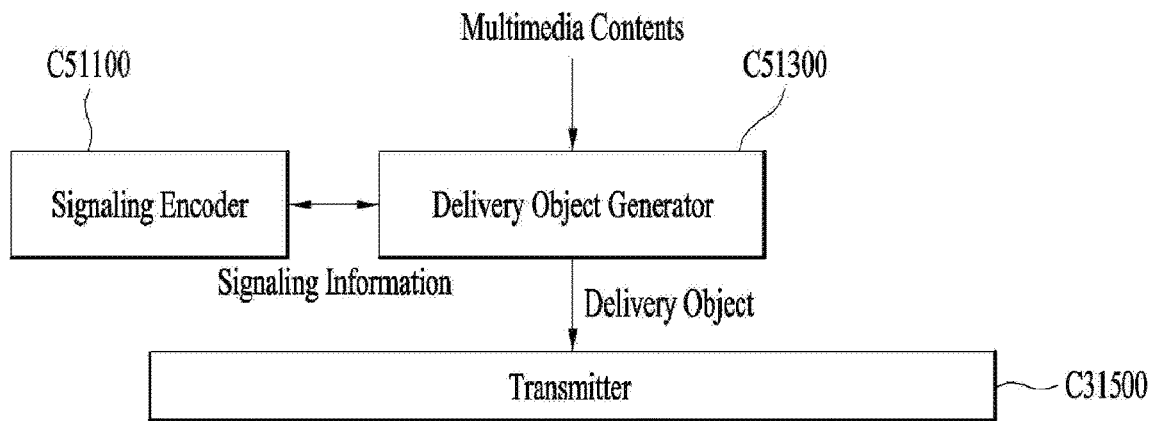 Multimedia Contents
C51100
C51300
Signaling Encoder
Delivery Object Generator
Signaling Information
Delivery Object
Transmitter
C31500